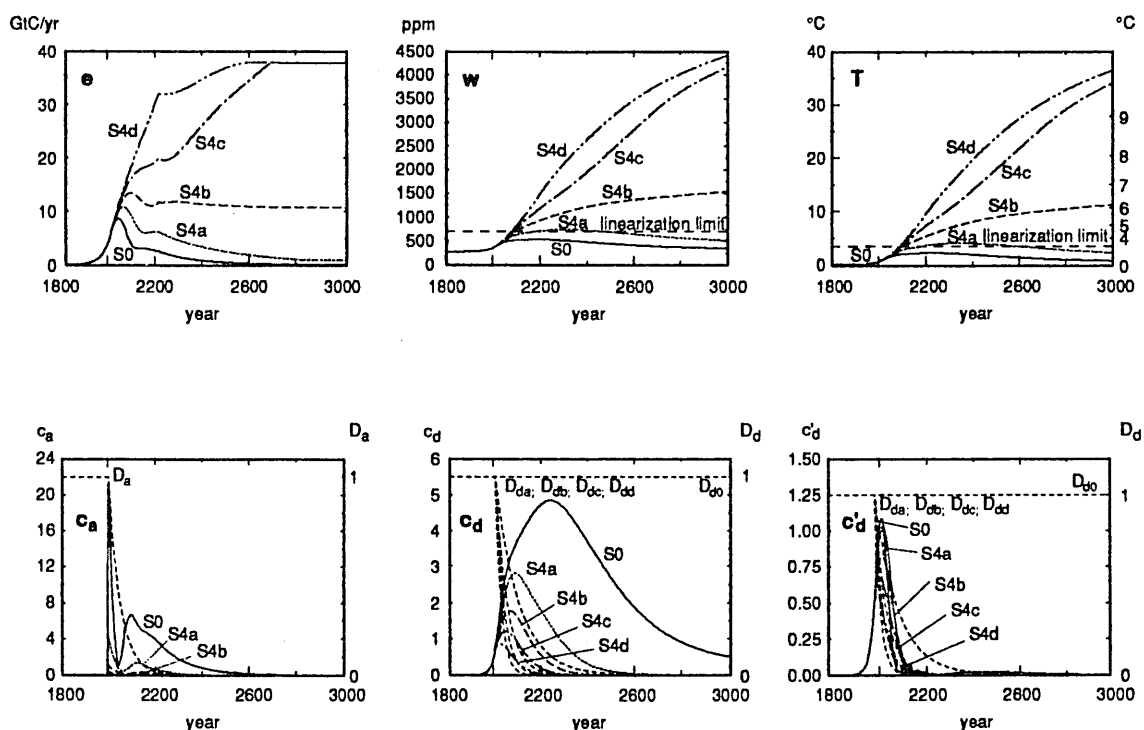 GtC/yr
40
30
20
10
0
e
S4d
S4c
S4b
S4a
S0
1800 2200 2600 3000
year
ppm
4500
4000
3500
3000
2500
2000
1500
1000
500
0
w
S4d
S4c
S4b
S4a linearization limit
S0
1800 2200 2600 3000
year
°C °C
40
35
30
25
20
15
10
5
0
T
S4d
S4c
S4b
S4a linearization limit
S0
9
8
7
6
5
4
0
1800 2200 2600 3000
year
ca Da
24
20
16
12
8
4
0
Da
ca
S0
S4a
S4b
1
0
1800 2200 2600 3000
year
cd Dd
6
5
4
3
2
1
0
Dda; Ddb; Ddc; Ddd Dd0
cd
S0
S4a
S4b
S4c
S4d
1
0
1800 2200 2600 3000
year
c'd Dd
1.50
1.25
1.00
0.75
0.50
0.25
0.00
Dd0
Dda; Ddb; Ddc; Ddd
c'd
S0
S4a
S4b
S4c
S4d
1
0
1800 2200 2600 3000
year